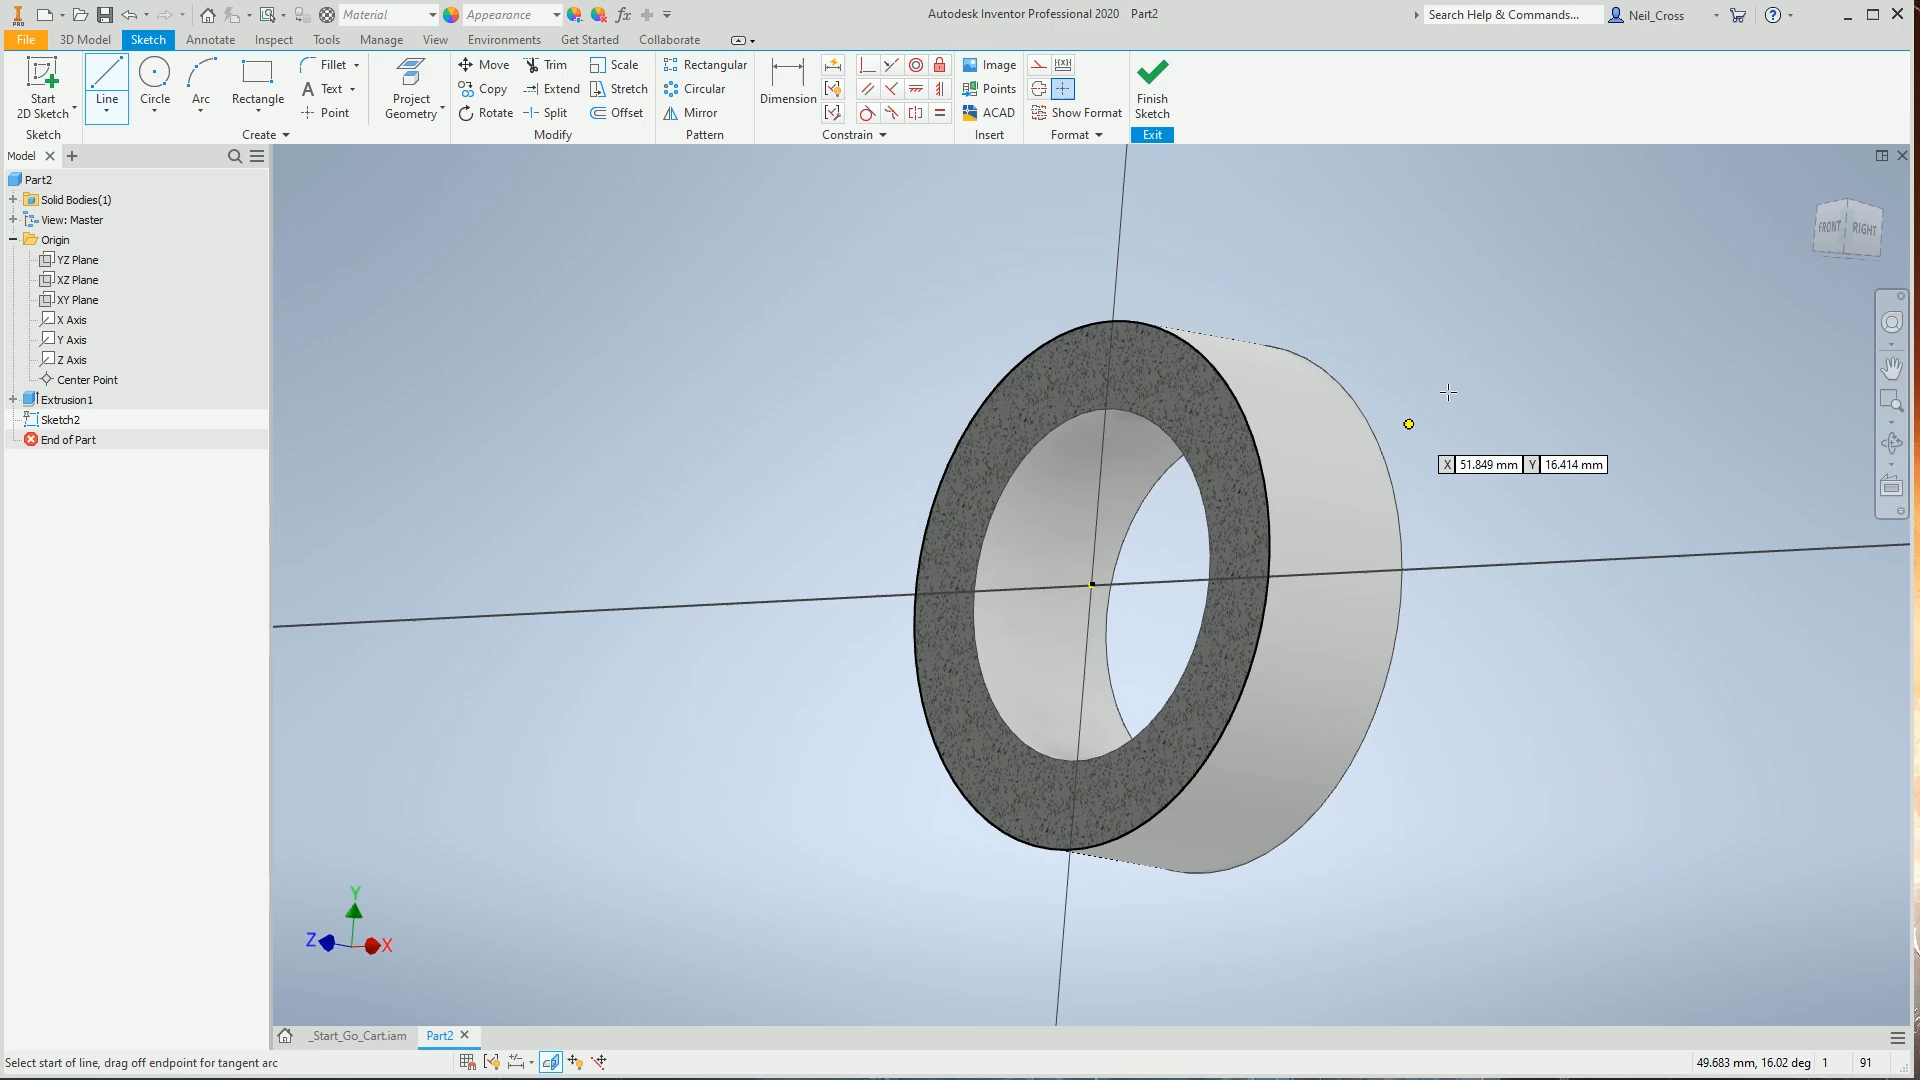 PRO
Material
Appearance
fx
Autodesk Inventor Professional 2020 Part2
Search Help & Commands...
Neil_Cross
File
3D Model
Sketch
Annotate
Inspect
Tools
Manage
View
Environments
Get Started
Collaborate
Start
2D Sketch
Line
Circle
Arc
Rectangle
Fillet
Text
Point
Project
Geometry
Move
Copy
Rotate
Trim
Extend
Split
Scale
Stretch
Offset
Rectangular
Circular
Mirror
Dimension
Image
Points
ACAD
Show Format
Finish
Sketch
Sketch
Create
Modify
Pattern
Constrain
Insert
Format
Exit
Model
Part2
Solid Bodies(1)
View: Master
Origin
YZ Plane
XZ Plane
XY Plane
X Axis
Y Axis
Z Axis
Center Point
Extrusion1
Sketch2
End of Part
FRONT
RIGHT
X 51.849 mm Y 16.414 mm
Y
Z
X
_Start_Go_Cart.iam
Part2
Select start of line, drag off endpoint for tangent arc
49.683 mm, 16.02 deg 1 91